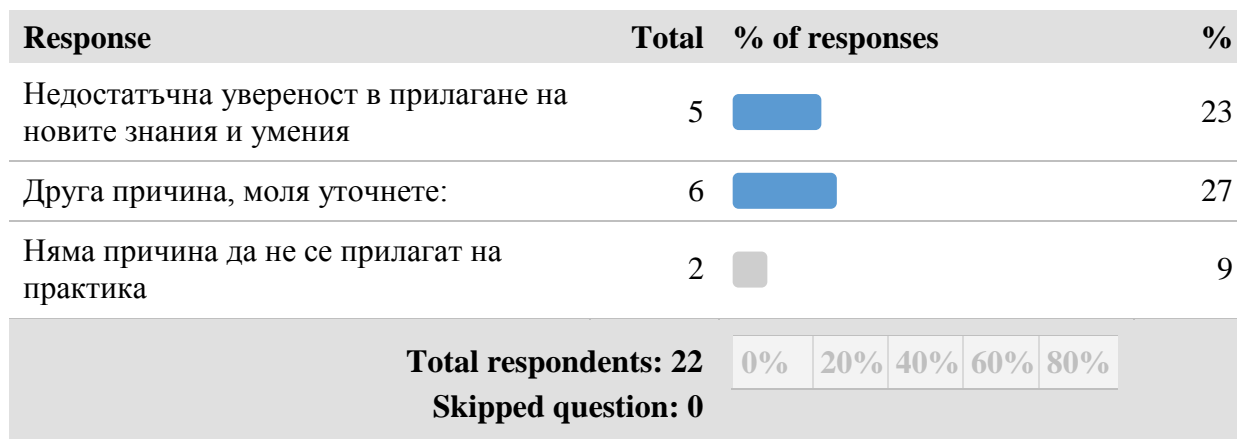 Response Total % of responses %
Недостатъчна увереност в прилагане на
новите знания и умения 5 23
Друга причина, моля уточнете: 6 27
Няма причина да не се прилагат на
практика 2 9
Total respondents: 22 0% 20% 40% 60% 80%
Skipped question: 0